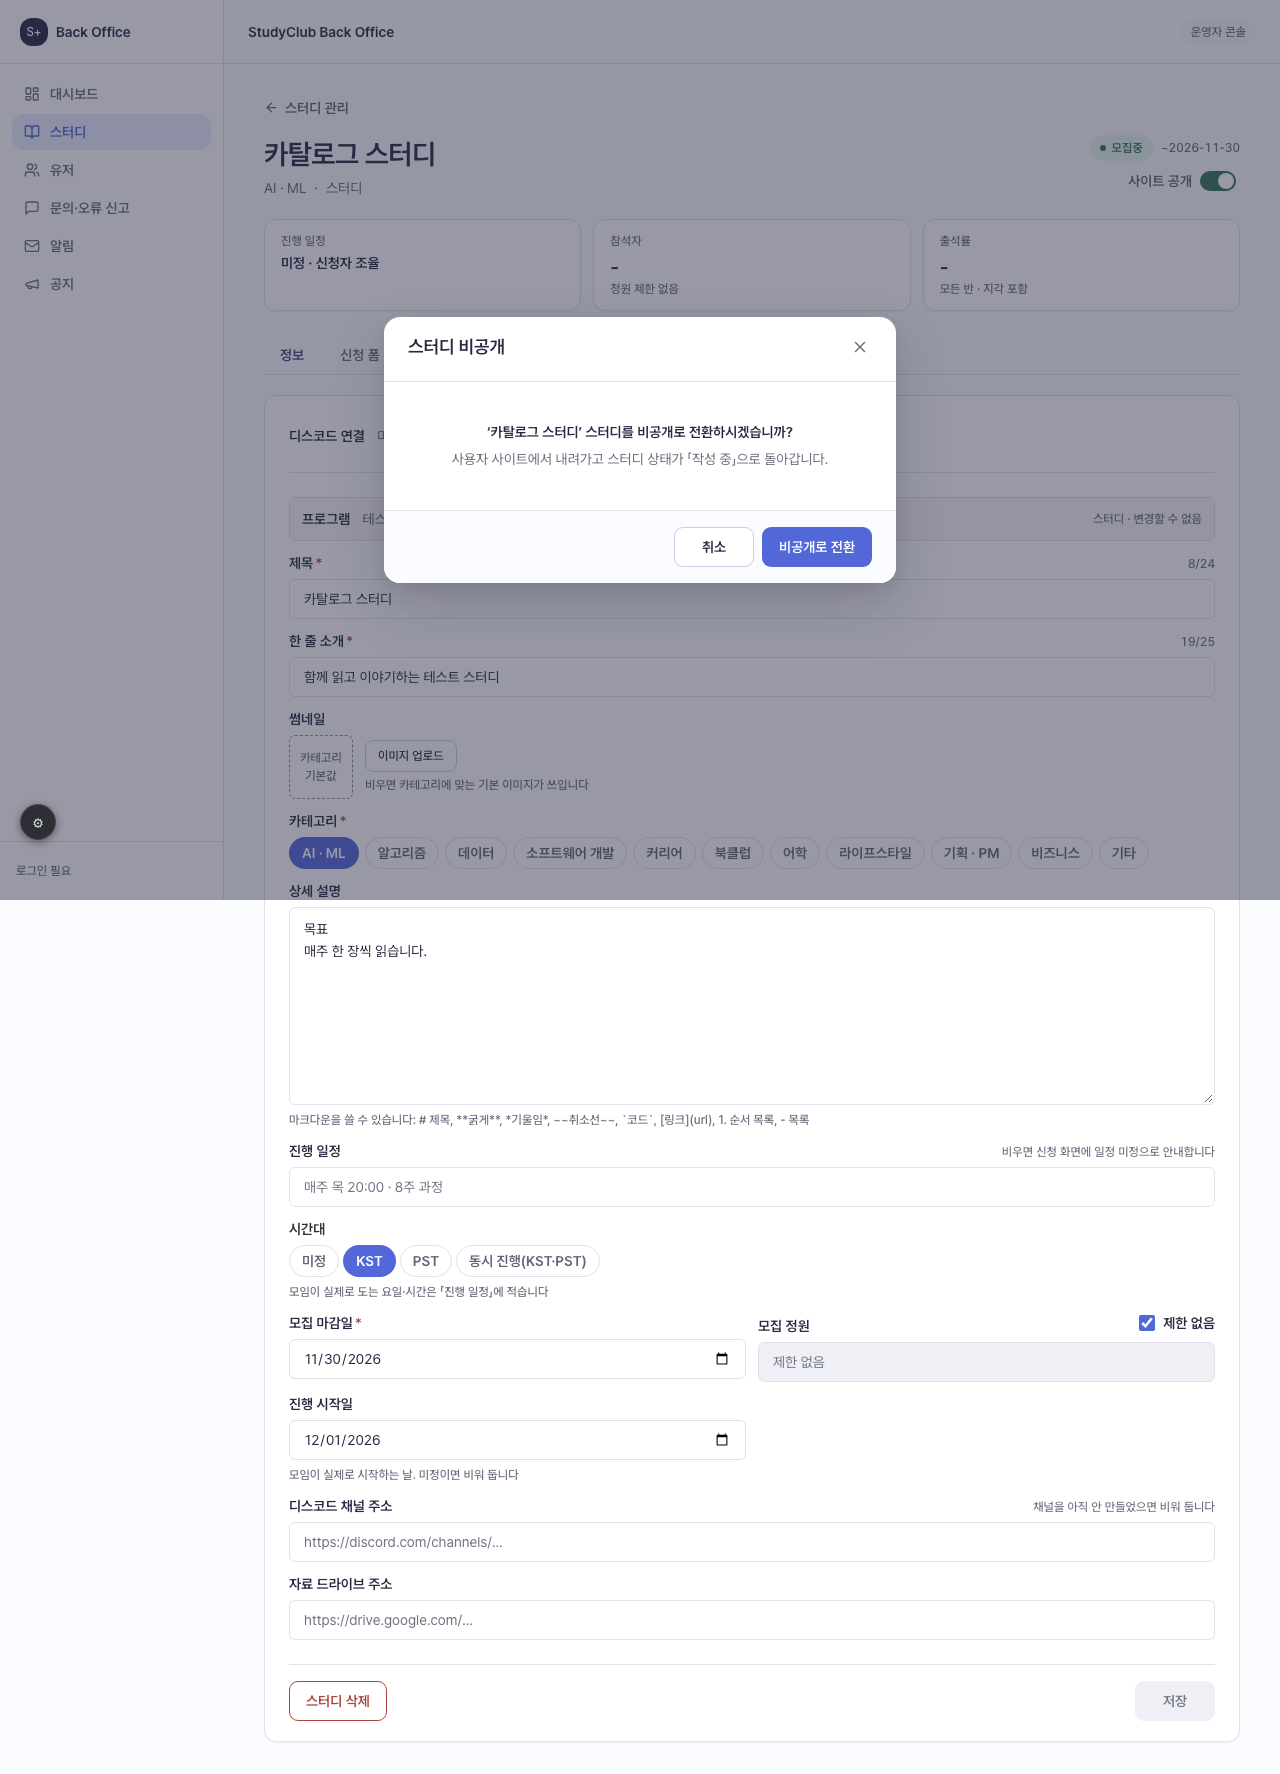 S+ Back Office
StudyClub Back Office
운영자 콘솔
대시보드
스터디
유저
문의·오류 신고
알림
공지
로그인 필요
← 스터디 관리
카탈로그 스터디
AI · ML · 스터디
모집중 ~2026-11-30
사이트 공개
진행 일정
미정 · 신청자 조율
참석자
–
정원 제한 없음
출석률
–
모든 반 · 지각 포함
정보 신청 폼
스터디 비공개
‘카탈로그 스터디’ 스터디를 비공개로 전환하시겠습니까?
사용자 사이트에서 내려가고 스터디 상태가 「작성 중」으로 돌아갑니다.
취소 비공개로 전환
디스코드 연결
프로그램 스터디 · 변경할 수 없음
제목 * 8/24
카탈로그 스터디
한 줄 소개 * 19/25
함께 읽고 이야기하는 테스트 스터디
썸네일
카테고리
기본값
이미지 업로드
비우면 카테고리에 맞는 기본 이미지가 쓰입니다
카테고리 *
AI · ML 알고리즘 데이터 소프트웨어 개발 커리어 북클럽 어학 라이프스타일 기획 · PM 비즈니스 기타
상세 설명
목표
매주 한 장씩 읽습니다.
마크다운을 쓸 수 있습니다: # 제목, **굵게**, *기울임*, ~~취소선~~, `코드`, [링크](url), 1. 순서 목록, - 목록
진행 일정 비우면 신청 화면에 일정 미정으로 안내합니다
매주 목 20:00 · 8주 과정
시간대
미정 KST PST 동시 진행(KST·PST)
모임이 실제로 도는 요일·시간은 「진행 일정」에 적습니다
모집 마감일 *
11/30/2026
모집 정원 제한 없음
제한 없음
진행 시작일
12/01/2026
모임이 실제로 시작하는 날. 미정이면 비워 둡니다
디스코드 채널 주소 채널을 아직 안 만들었으면 비워 둡니다
https://discord.com/channels/...
자료 드라이브 주소
https://drive.google.com/...
스터디 삭제 저장